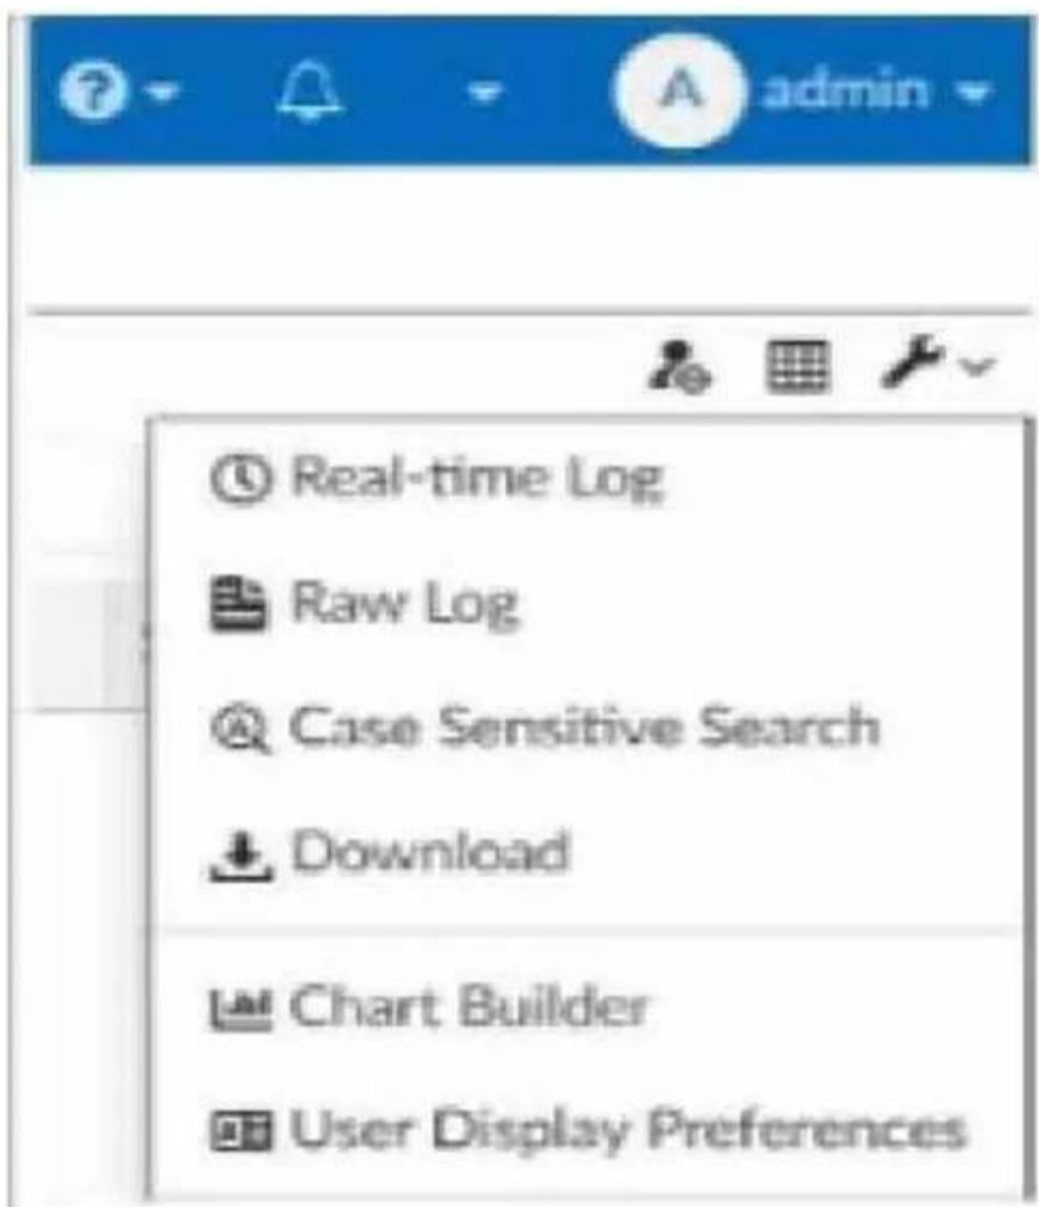 A admin
Real-time Log
Raw Log
Case Sensitive Search
Download
Chart Builder
User Display Preferences